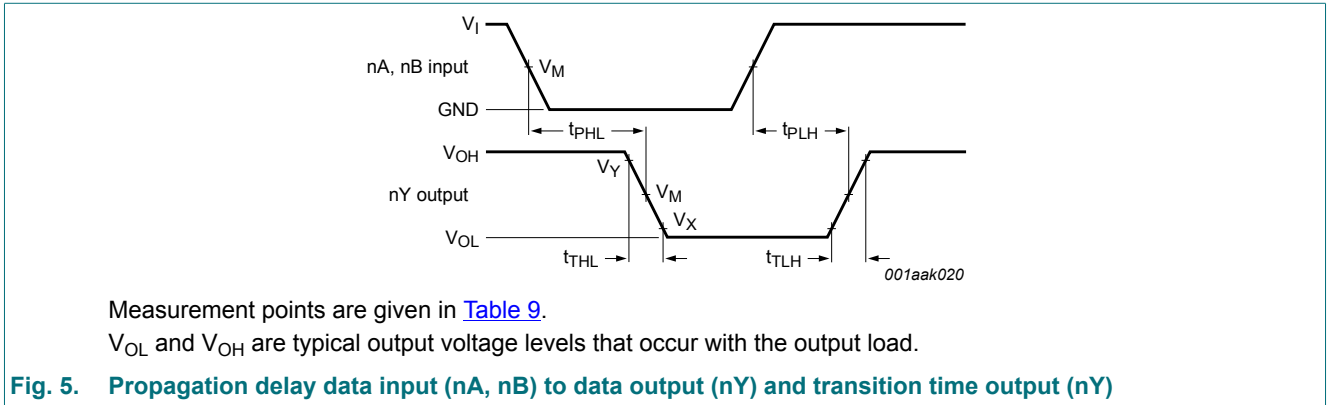 V_I
nA, nB input
V_M
GND
t_PHL
t_PLH
V_OH
V_Y
nY output
V_M
V_X
V_OL
t_THL
t_TLH
001aak020
Measurement points are given in Table 9.
V_OL and V_OH are typical output voltage levels that occur with the output load.
Fig. 5. Propagation delay data input (nA, nB) to data output (nY) and transition time output (nY)